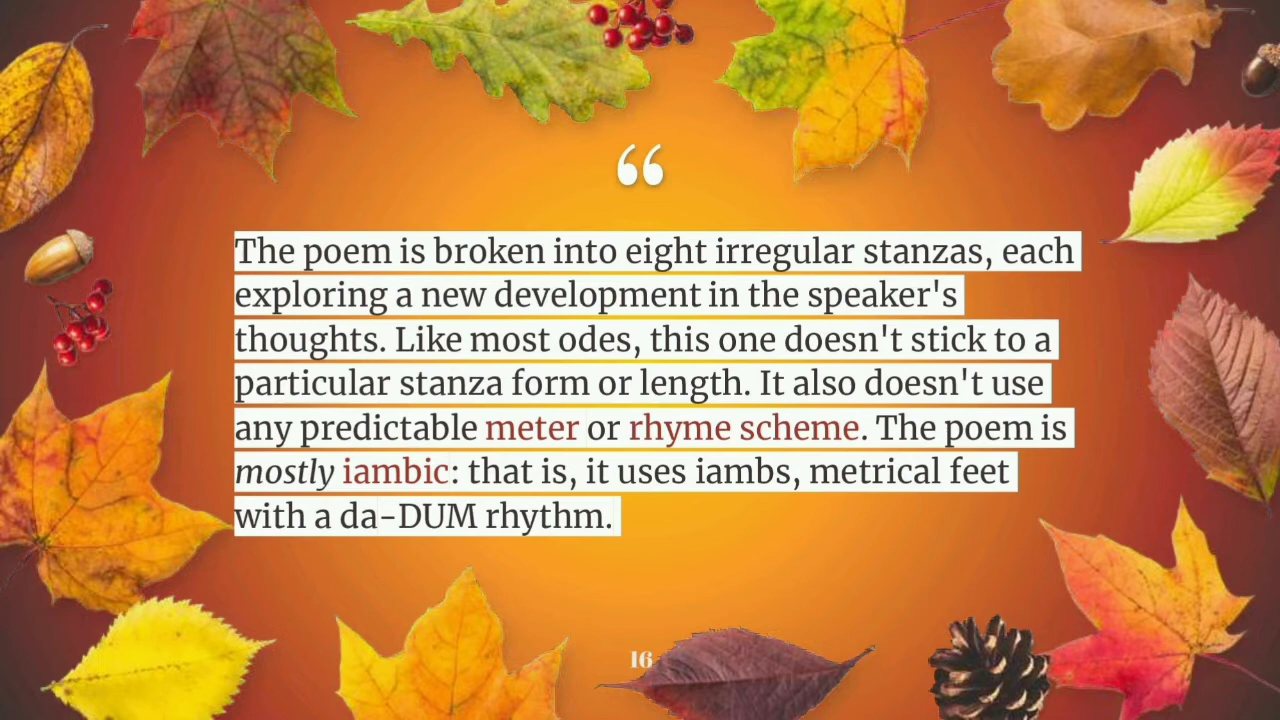 “
The poem is broken into eight irregular stanzas, each
exploring a new development in the speaker's
thoughts. Like most odes, this one doesn't stick to a
particular stanza form or length. It also doesn't use
any predictable meter or rhyme scheme. The poem is
mostly iambic: that is, it uses iambs, metrical feet
with a da-DUM rhythm.
16